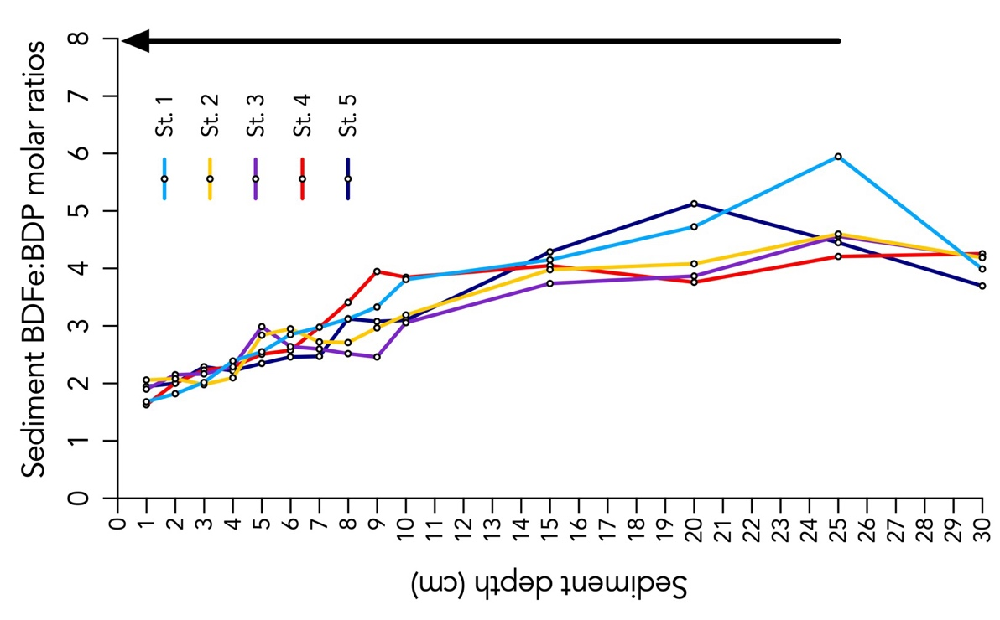 Sediment BDFe:BDP molar ratios
0 1 2 3 4 5 6 7 8
St. 1
St. 2
St. 3
St. 4
St. 5
0 1 2 3 4 5 6 7 8 9 10 11 12 13 14 15 16 17 18 19 20 21 22 23 24 25 26 27 28 29 30
Sediment depth (cm)